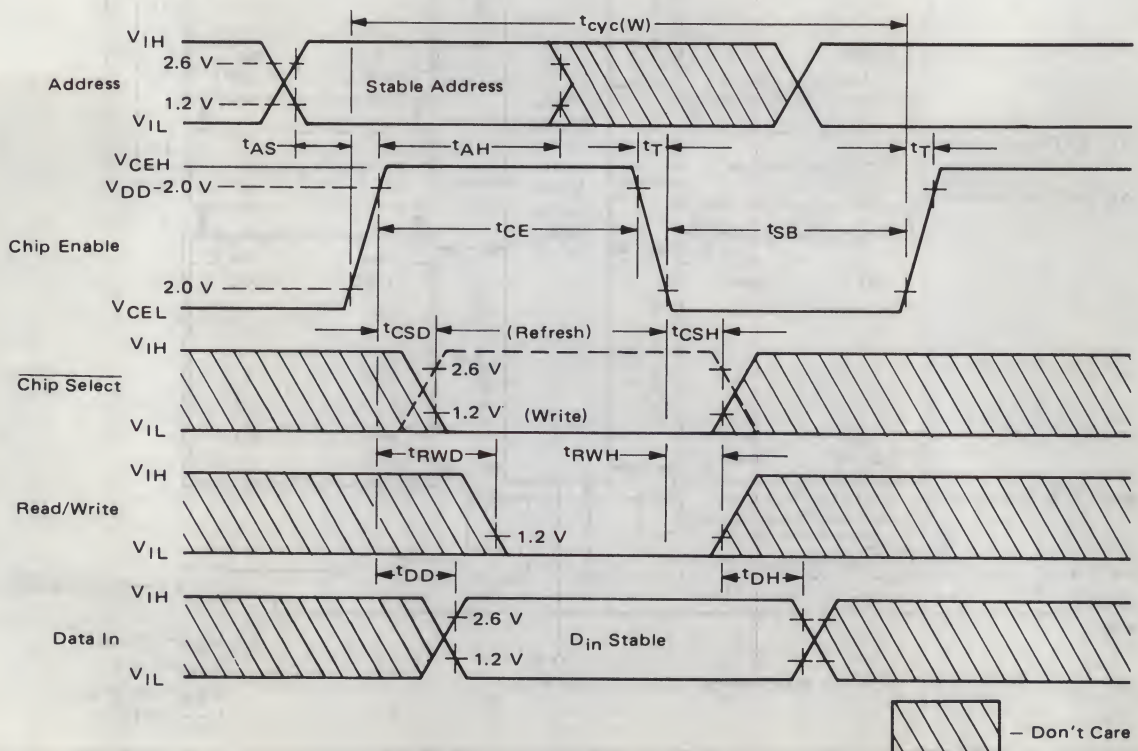 tcyc(W)
VIH
2.6 V
Address
Stable Address
1.2 V
VIL
tAS
tAH
tT
tT
VCEH
VDD-2.0 V
Chip Enable
tCE
tSB
2.0 V
VCEL
tCSD
(Refresh)
tCSH
VIH
2.6 V
Chip Select
1.2 V
(Write)
VIL
tRWD
tRWH
VIH
Read/Write
1.2 V
VIL
tDD
tDH
VIH
2.6 V
Data In
Din Stable
1.2 V
VIL
– Don't Care